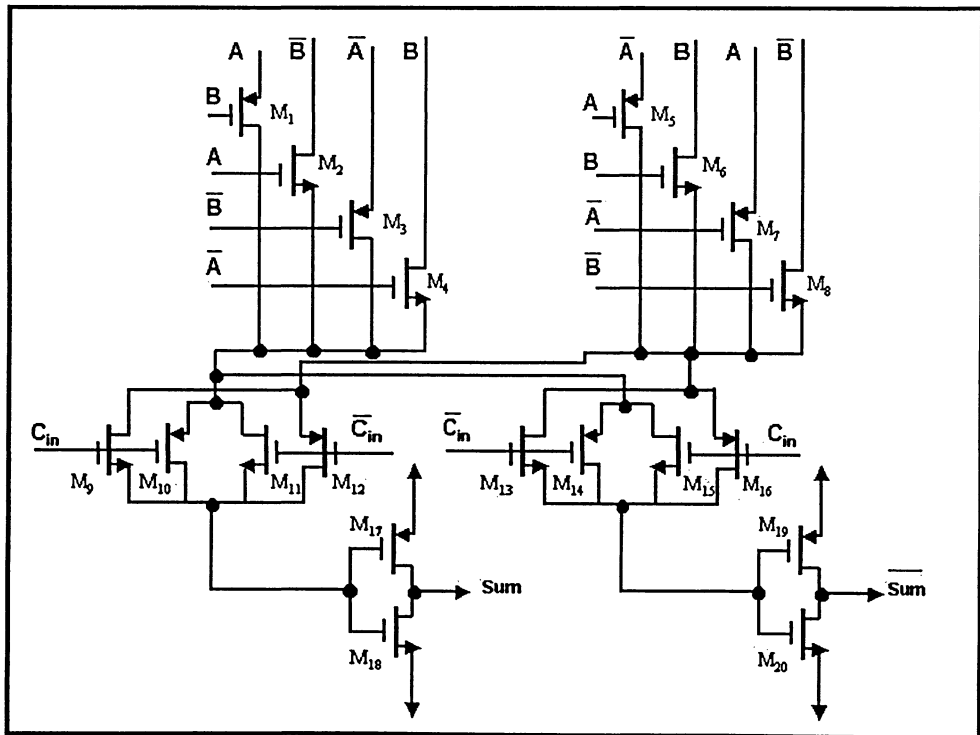 A B̅ A̅ B A̅ B A B̅
B M₁ A M₅
A M₂ B M₆
B̅ M₃ A̅ M₇
A̅ M₄ B̅ M₈
C̅in C̅in
Cin Cin
M₉ M₁₀ M₁₁ M₁₂ M₁₃ M₁₄ M₁₅ M₁₆
M₁₇ M₁₉
Sum S̅u̅m̅
M₁₈ M₂₀